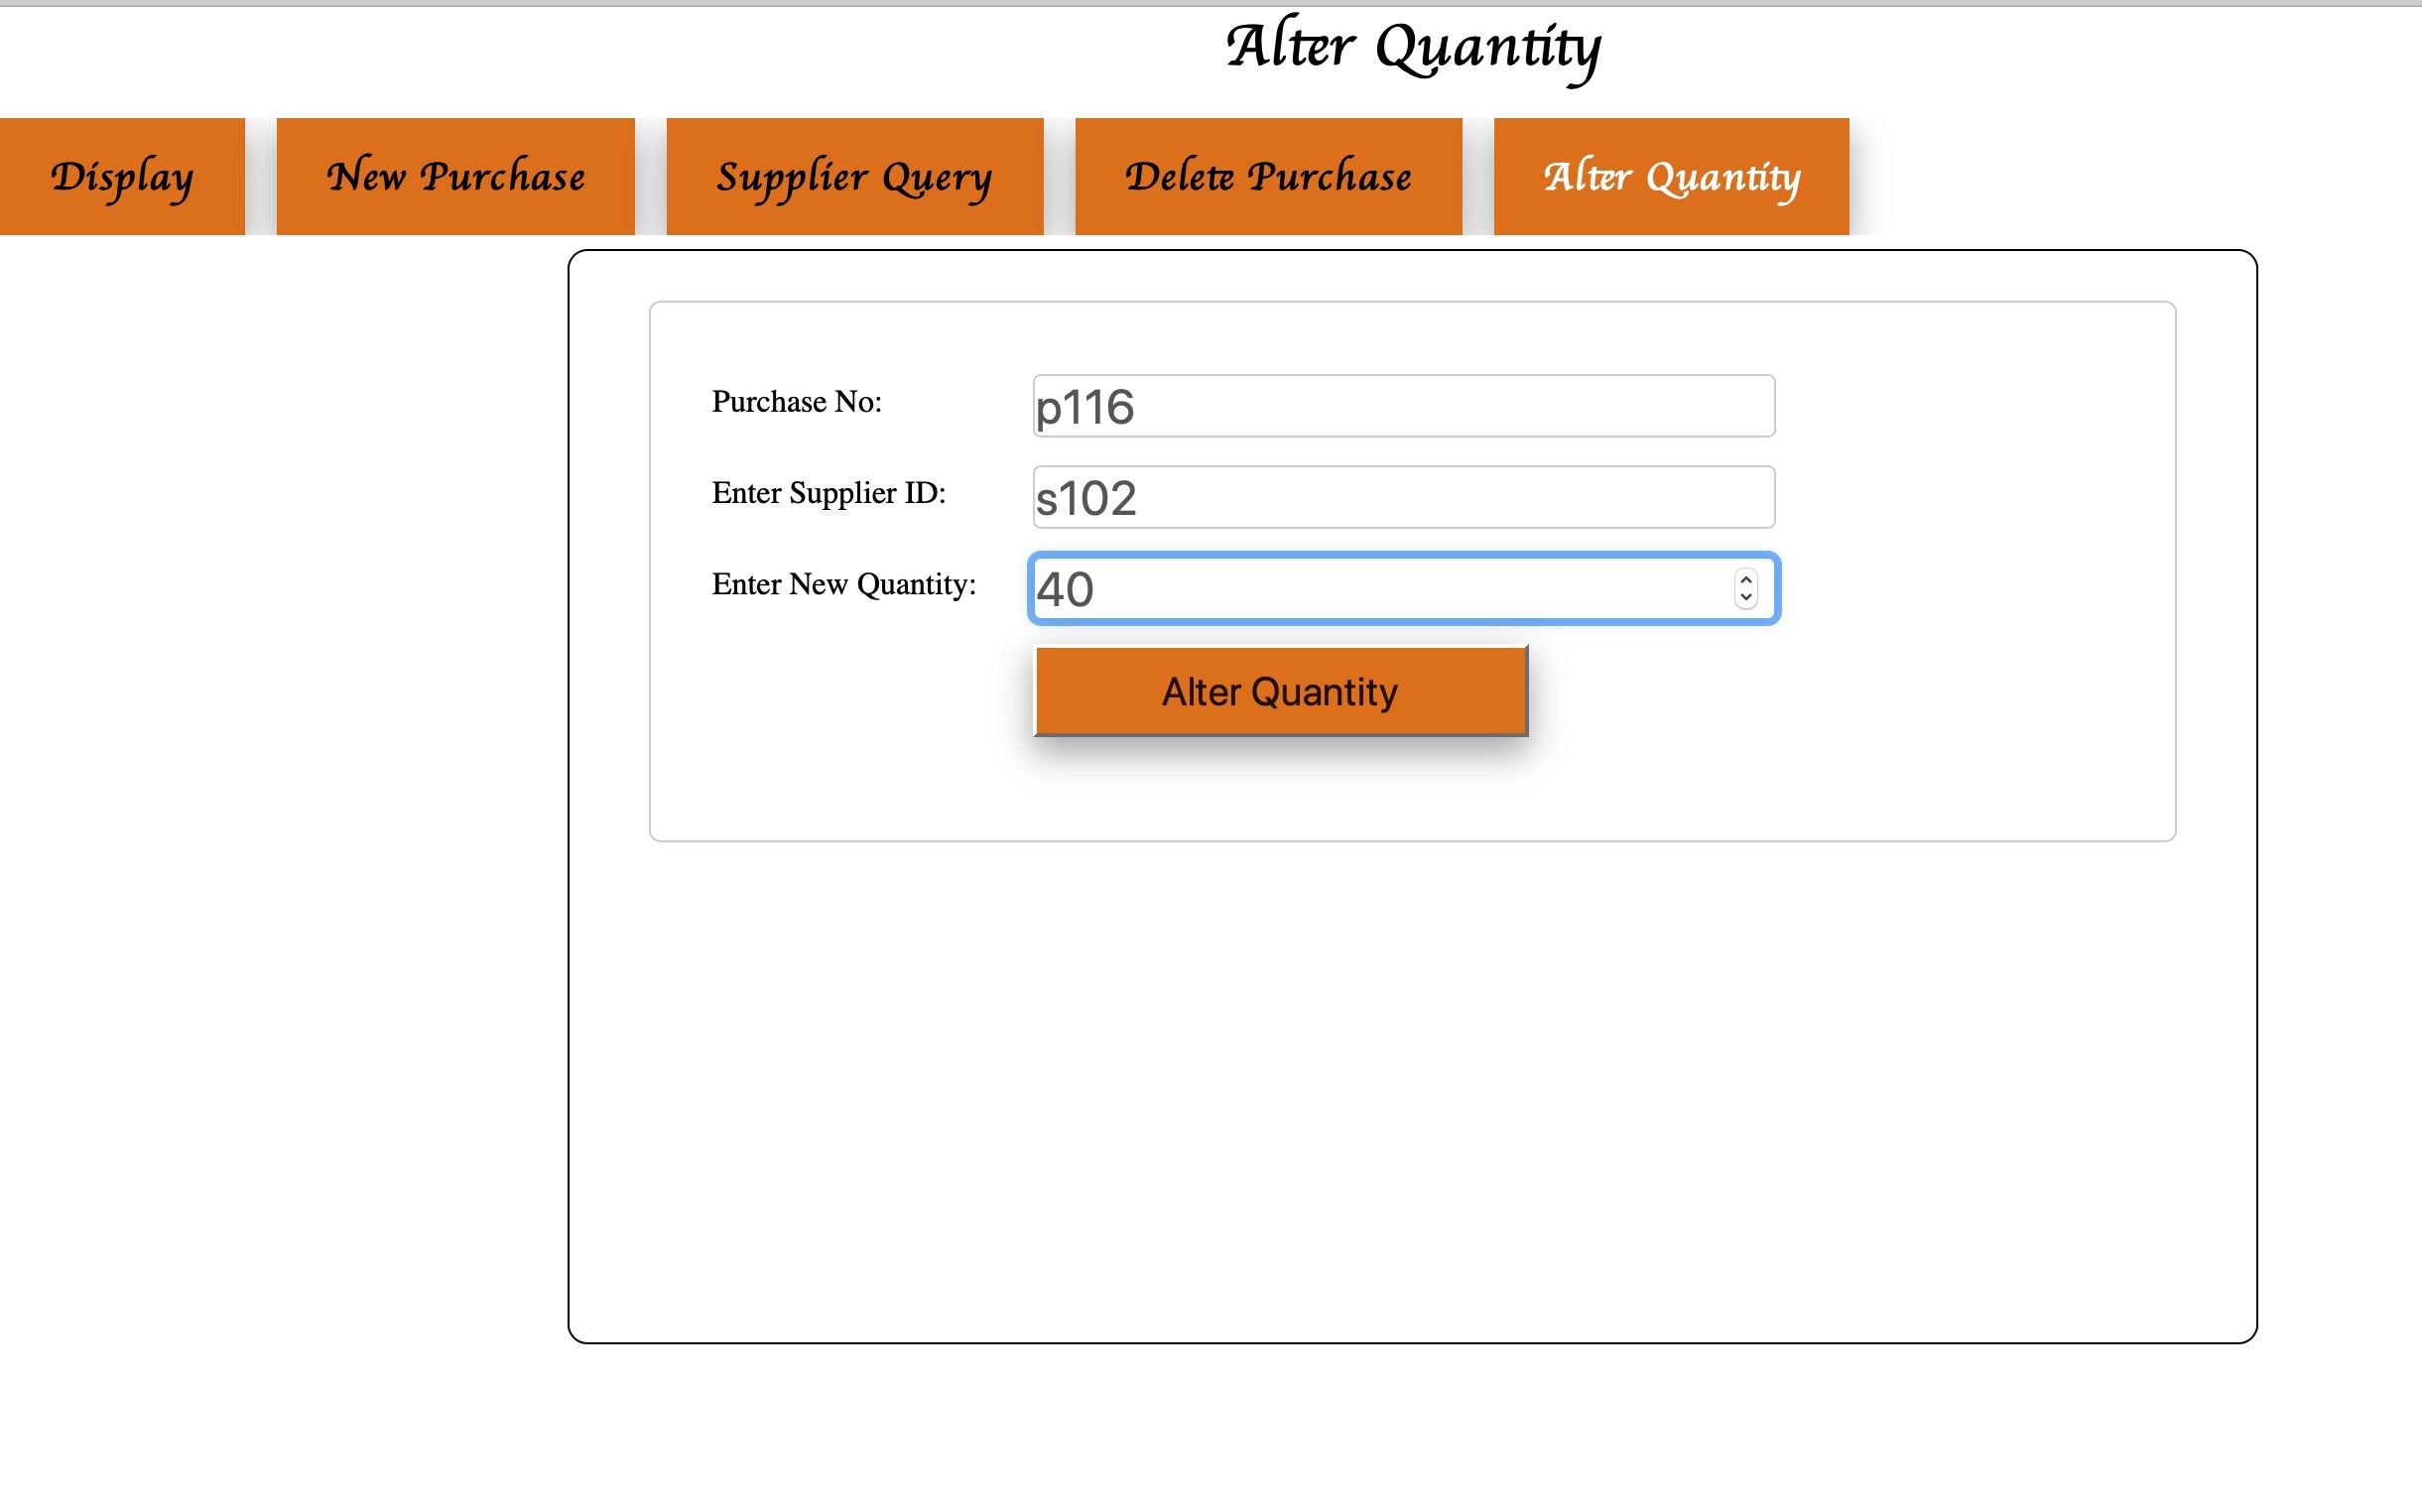 Alter Quantity
Display New Purchase Supplier Query Delete Purchase Alter Quantity
Purchase No: p116
Enter Supplier ID: s102
Enter New Quantity: 40
Alter Quantity